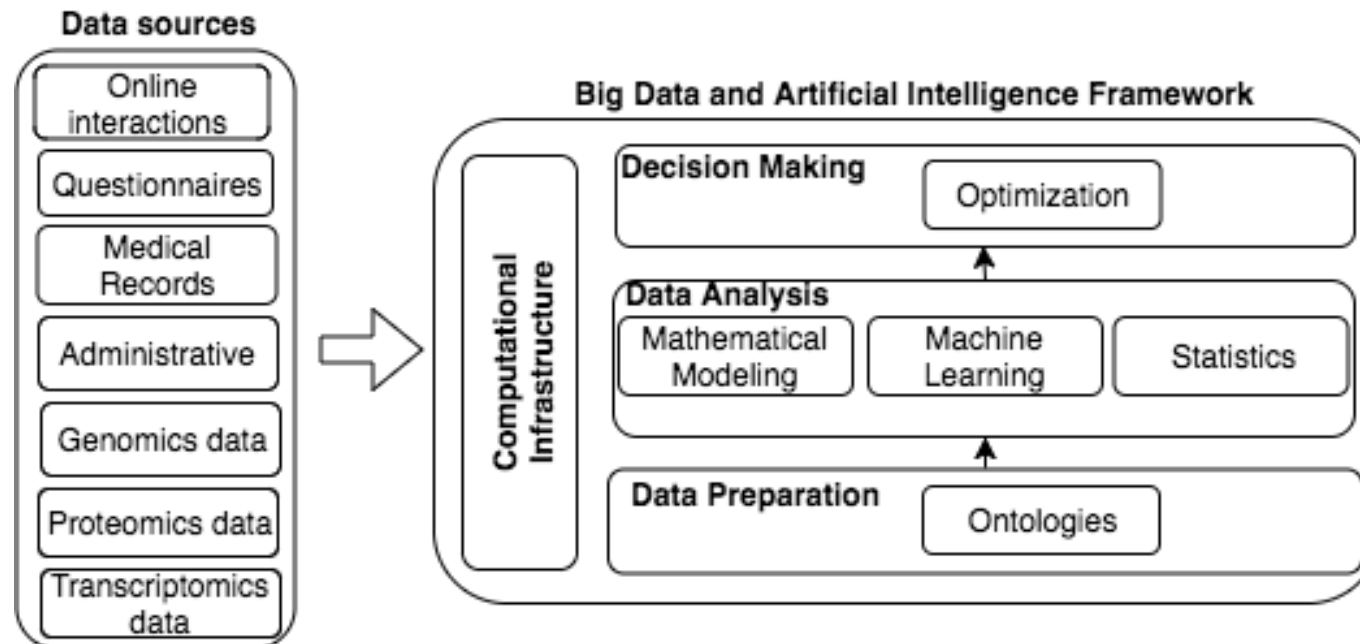 Data sources
Online
interactions
Questionnaires
Medical
Records
Administrative
Genomics data
Proteomics data
Transcriptomics
data
Big Data and Artificial Intelligence Framework
Computational
Infrastructure
Decision Making
Optimization
Data Analysis
Mathematical
Modeling
Machine
Learning
Statistics
Data Preparation
Ontologies